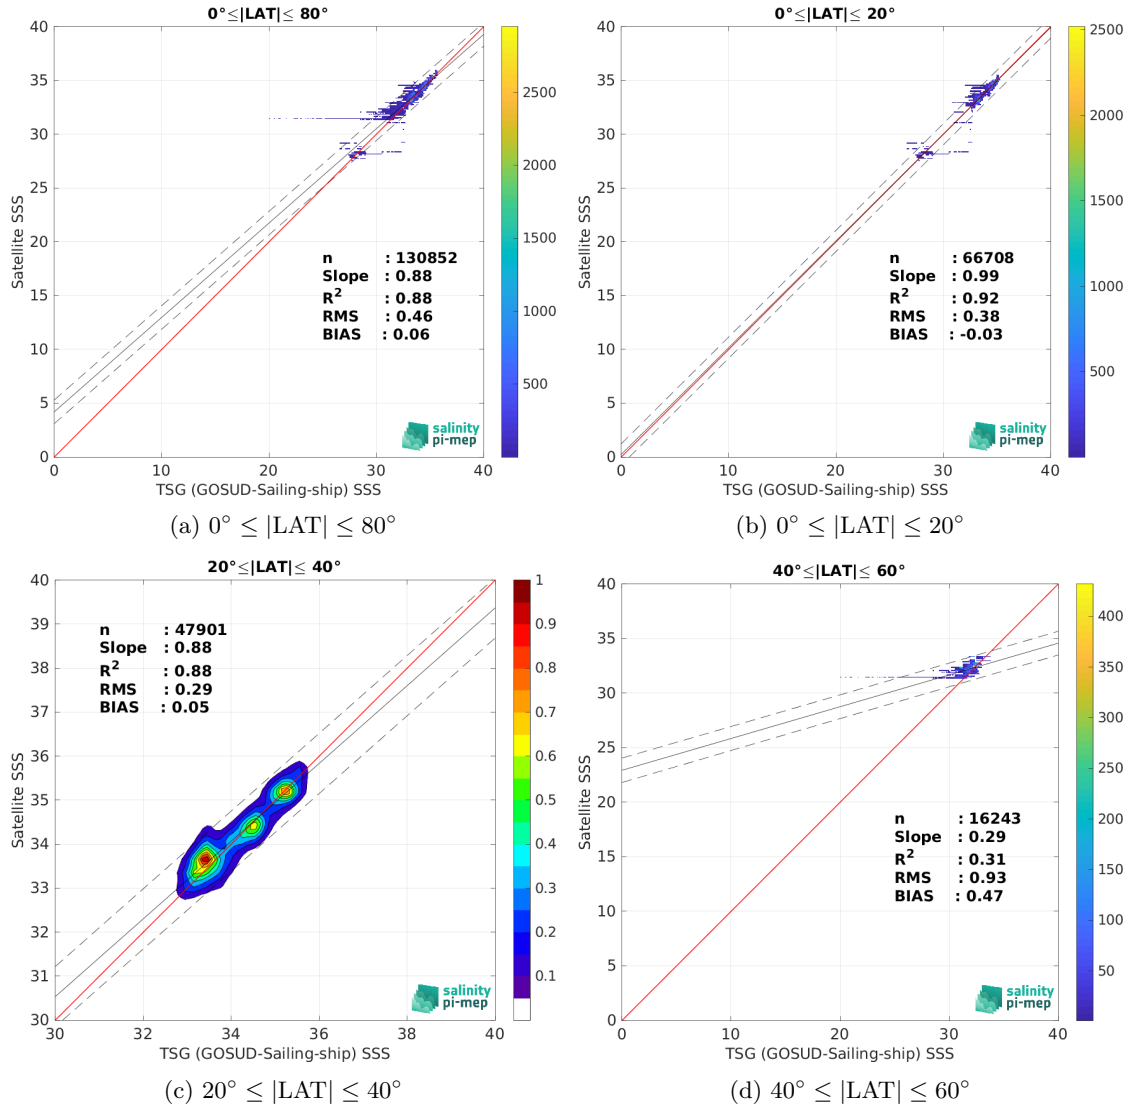 0°≤|LAT|≤ 80°
40
35
30
25
20
15
10
5
0
Satellite SSS
n : 130852
Slope : 0.88
R² : 0.88
RMS : 0.46
BIAS : 0.06
salinity
pi-mep
0 10 20 30 40
TSG (GOSUD-Sailing-ship) SSS
2500
2000
1500
1000
500
(a) 0° ≤ |LAT| ≤ 80°
0°≤|LAT|≤ 20°
40
35
30
25
20
15
10
5
0
Satellite SSS
n : 66708
Slope : 0.99
R² : 0.92
RMS : 0.38
BIAS : -0.03
salinity
pi-mep
0 10 20 30 40
TSG (GOSUD-Sailing-ship) SSS
2500
2000
1500
1000
500
(b) 0° ≤ |LAT| ≤ 20°
20°≤|LAT|≤ 40°
40
39
38
37
36
35
34
33
32
31
30
Satellite SSS
n : 47901
Slope : 0.88
R² : 0.88
RMS : 0.29
BIAS : 0.05
salinity
pi-mep
30 32 34 36 38 40
TSG (GOSUD-Sailing-ship) SSS
1
0.9
0.8
0.7
0.6
0.5
0.4
0.3
0.2
0.1
(c) 20° ≤ |LAT| ≤ 40°
40°≤|LAT|≤ 60°
40
35
30
25
20
15
10
5
0
Satellite SSS
n : 16243
Slope : 0.29
R² : 0.31
RMS : 0.93
BIAS : 0.47
salinity
pi-mep
0 10 20 30 40
TSG (GOSUD-Sailing-ship) SSS
400
350
300
250
200
150
100
50
(d) 40° ≤ |LAT| ≤ 60°